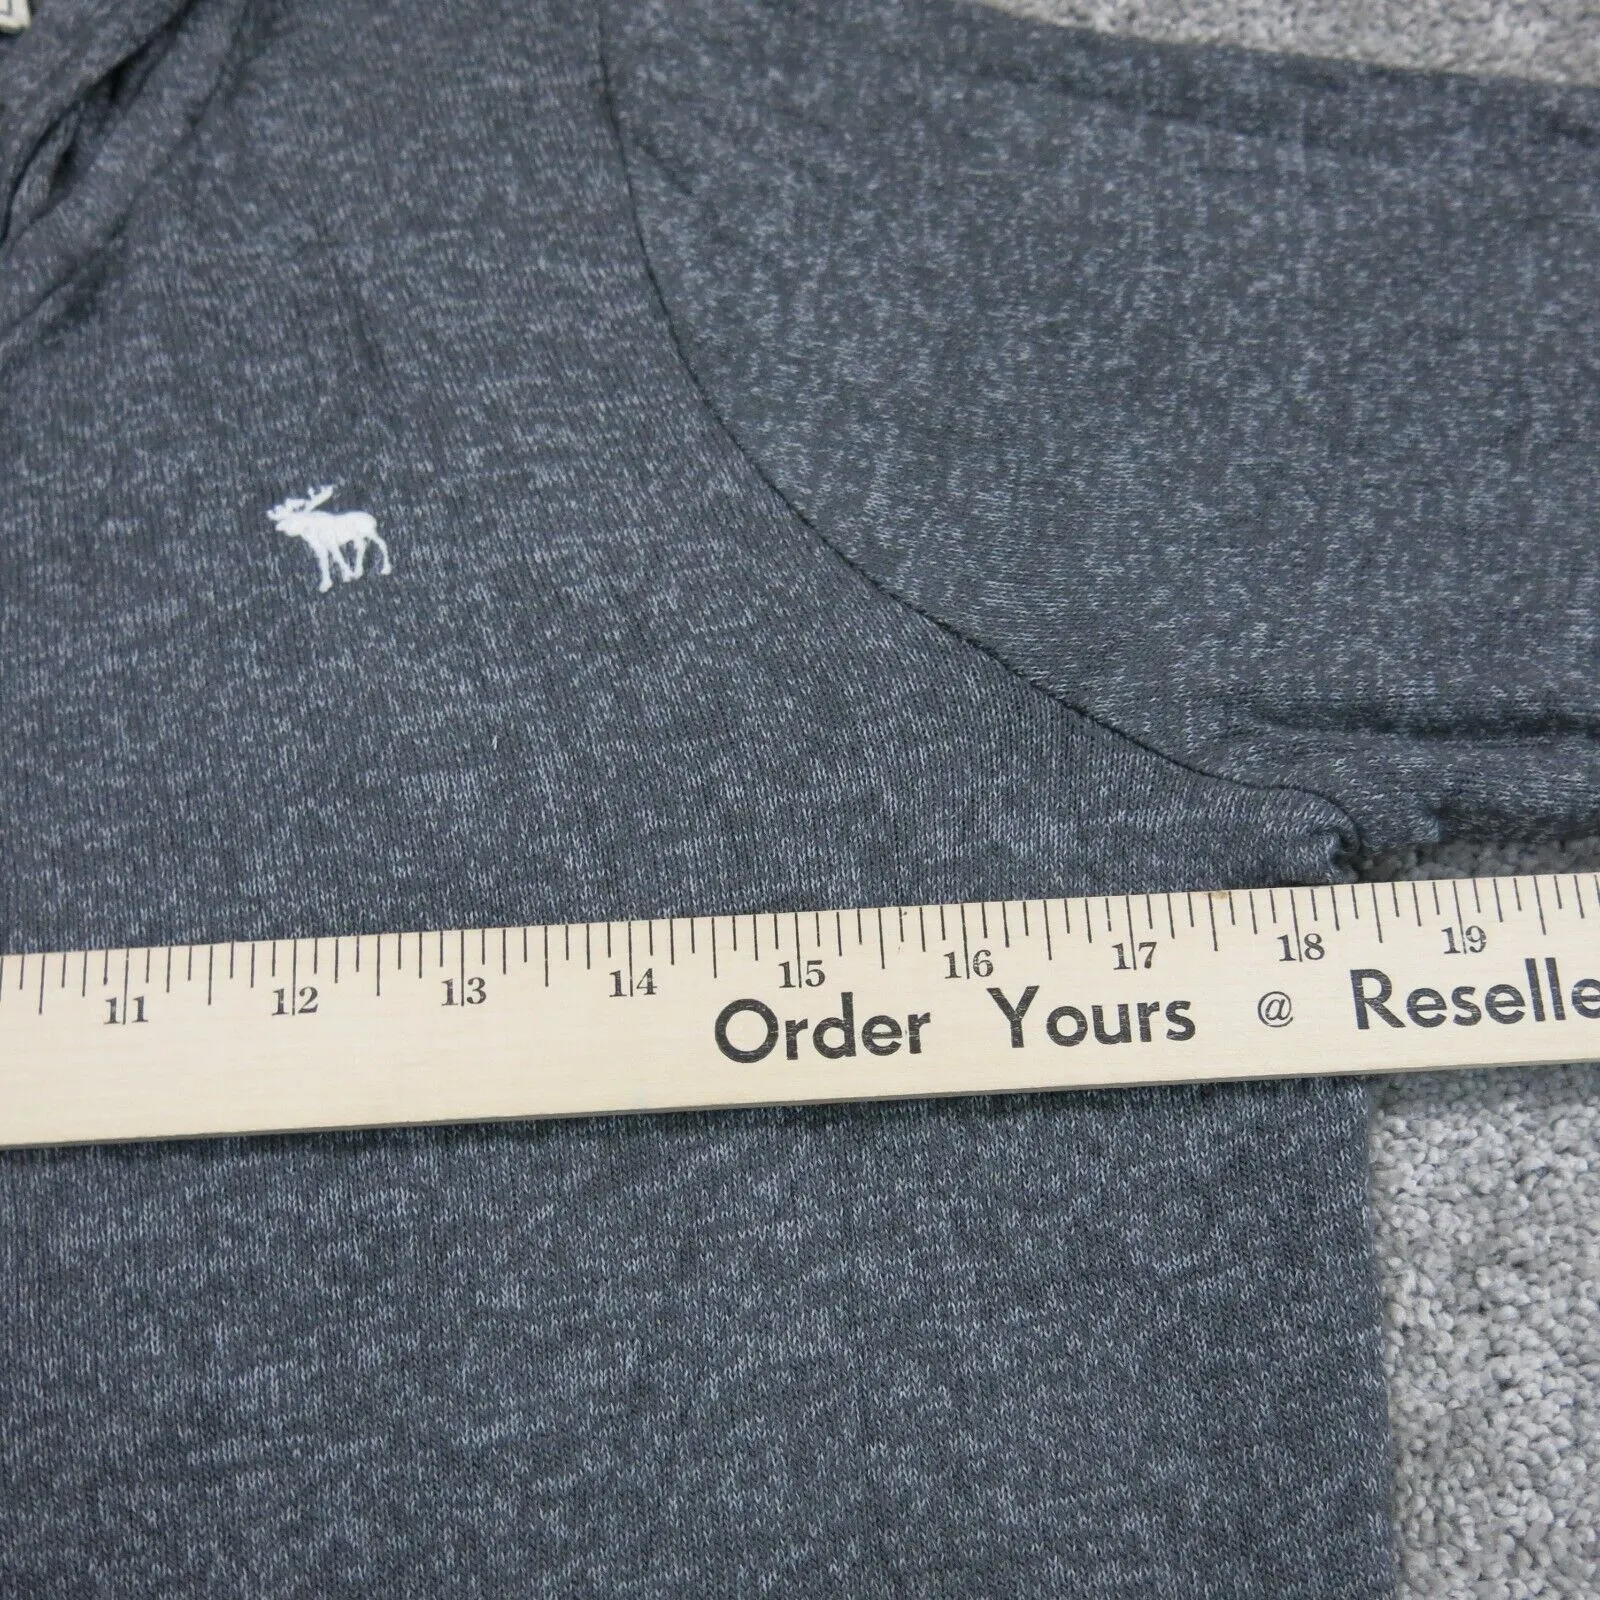 11 12 13 14 15 16 17 18 19
Order Yours @ Reselle